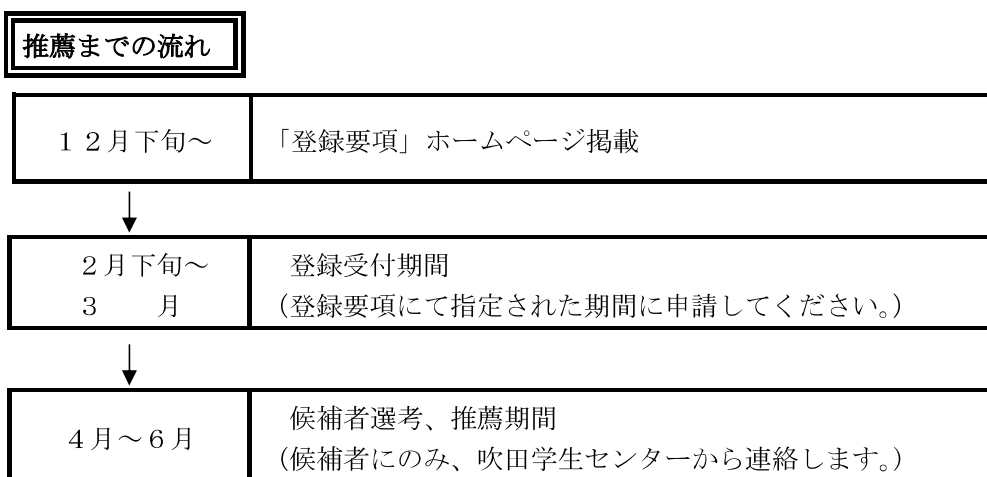 推薦までの流れ
１２月下旬～
「登録要項」ホームページ掲載
２月下旬～
３　　月
登録受付期間
（登録要項にて指定された期間に申請してください。）
４月～６月
候補者選考、推薦期間
（候補者にのみ、吹田学生センターから連絡します。）